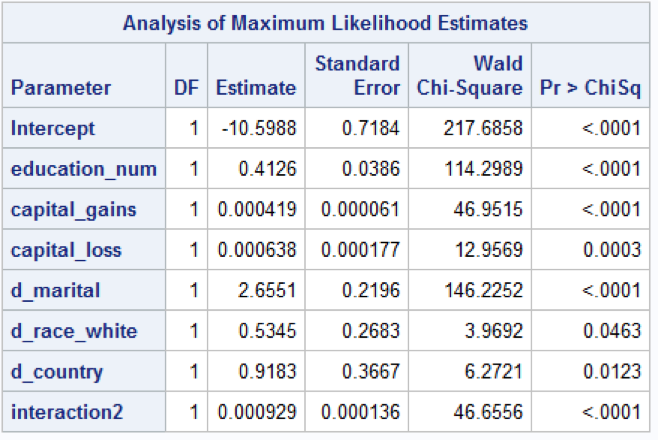 Analysis of Maximum Likelihood Estimates
Parameter DF Estimate Standard Error Wald Chi-Square Pr > ChiSq
Intercept 1 -10.5988 0.7184 217.6858 <.0001
education_num 1 0.4126 0.0386 114.2989 <.0001
capital_gains 1 0.000419 0.000061 46.9515 <.0001
capital_loss 1 0.000638 0.000177 12.9569 0.0003
d_marital 1 2.6551 0.2196 146.2252 <.0001
d_race_white 1 0.5345 0.2683 3.9692 0.0463
d_country 1 0.9183 0.3667 6.2721 0.0123
interaction2 1 0.000929 0.000136 46.6556 <.0001